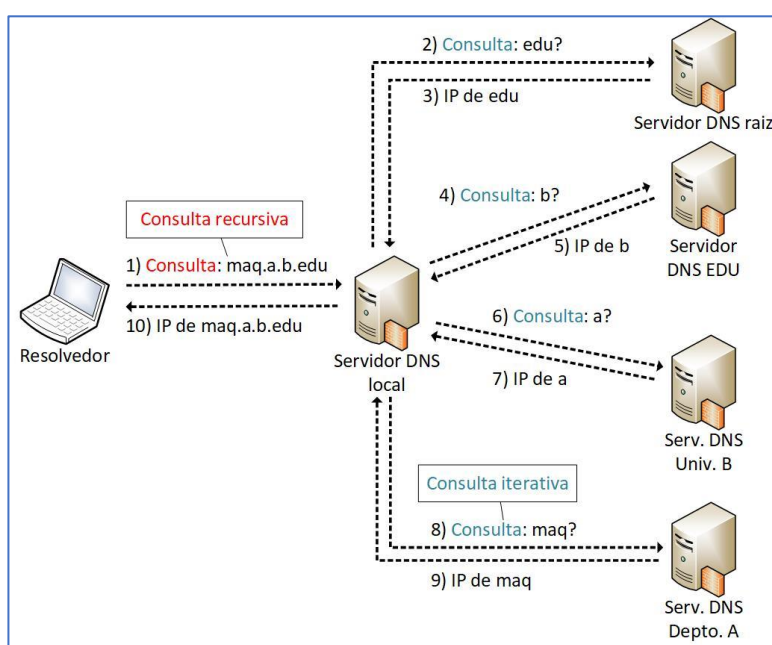 2) Consulta: edu?
3) IP de edu
Servidor DNS raiz
4) Consulta: b?
5) IP de b
Servidor
DNS EDU
Consulta recursiva
1) Consulta: maq.a.b.edu
10) IP de maq.a.b.edu
Resolvedor
Servidor DNS
local
6) Consulta: a?
7) IP de a
Serv. DNS
Univ. B
Consulta iterativa
8) Consulta: maq?
9) IP de maq
Serv. DNS
Depto. A